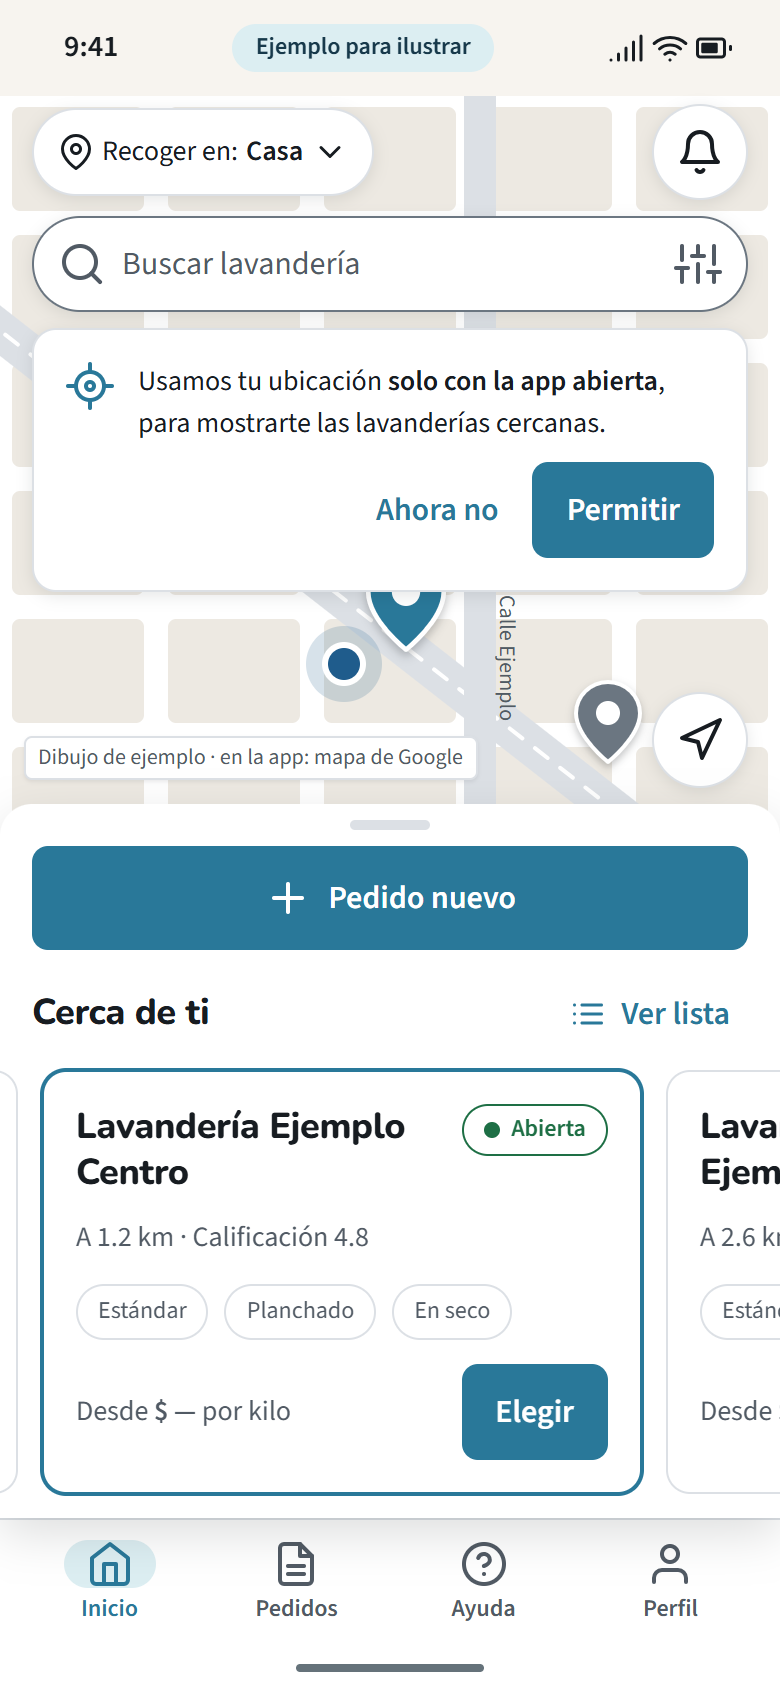 9:41
Ejemplo para ilustrar
Recoger en: Casa
Buscar lavandería
Usamos tu ubicación solo con la app abierta,
para mostrarte las lavanderías cercanas.
Ahora no
Permitir
Calle Ejemplo
Dibujo de ejemplo · en la app: mapa de Google
Pedido nuevo
Cerca de ti
Ver lista
Lavandería Ejemplo
Centro
Abierta
A 1.2 km · Calificación 4.8
Estándar
Planchado
En seco
Desde $ — por kilo
Elegir
A 2.6
Desde
Inicio
Pedidos
Ayuda
Perfil